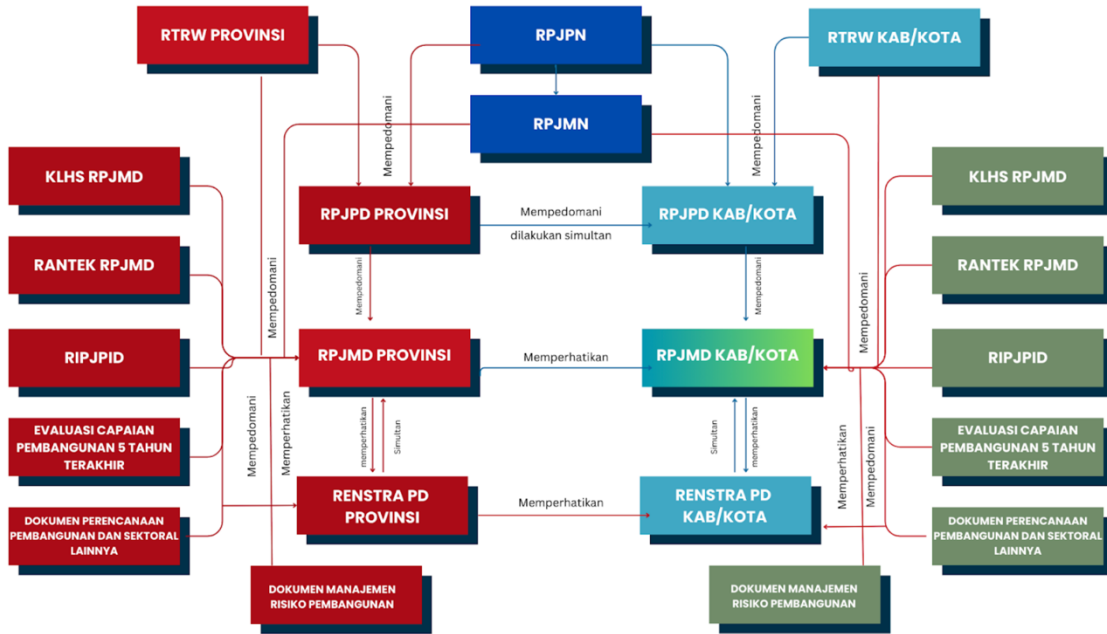 RTRW PROVINSI
RPJPN
RTRW KAB/KOTA
RPJMN
Mempedomani
Mempedomani
KLHS RPJMD
KLHS RPJMD
RPJPD PROVINSI
Mempedomani
dilakukan simultan
RPJPD KAB/KOTA
RANTEK RPJMD
RANTEK RPJMD
Mempedomani
Mempedomani
Mempedomani
Mempedomani
RIPJPID
RPJMD PROVINSI
Memperhatikan
RPJMD KAB/KOTA
RIPJPID
Mempedomani
Memperhatikan
memperhatikan
Simultan
Simultan
memperhatikan
Memperhatikan
Mempedomani
EVALUASI CAPAIAN
PEMBANGUNAN 5 TAHUN
TERAKHIR
EVALUASI CAPAIAN
PEMBANGUNAN 5 TAHUN
TERAKHIR
RENSTRA PD
PROVINSI
Memperhatikan
RENSTRA PD
KAB/KOTA
DOKUMEN PERENCANAAN
PEMBANGUNAN DAN SEKTORAL
LAINNYA
DOKUMEN PERENCANAAN
PEMBANGUNAN DAN SEKTORAL
LAINNYA
DOKUMEN MANAJEMEN
RISIKO PEMBANGUNAN
DOKUMEN MANAJEMEN
RISIKO PEMBANGUNAN